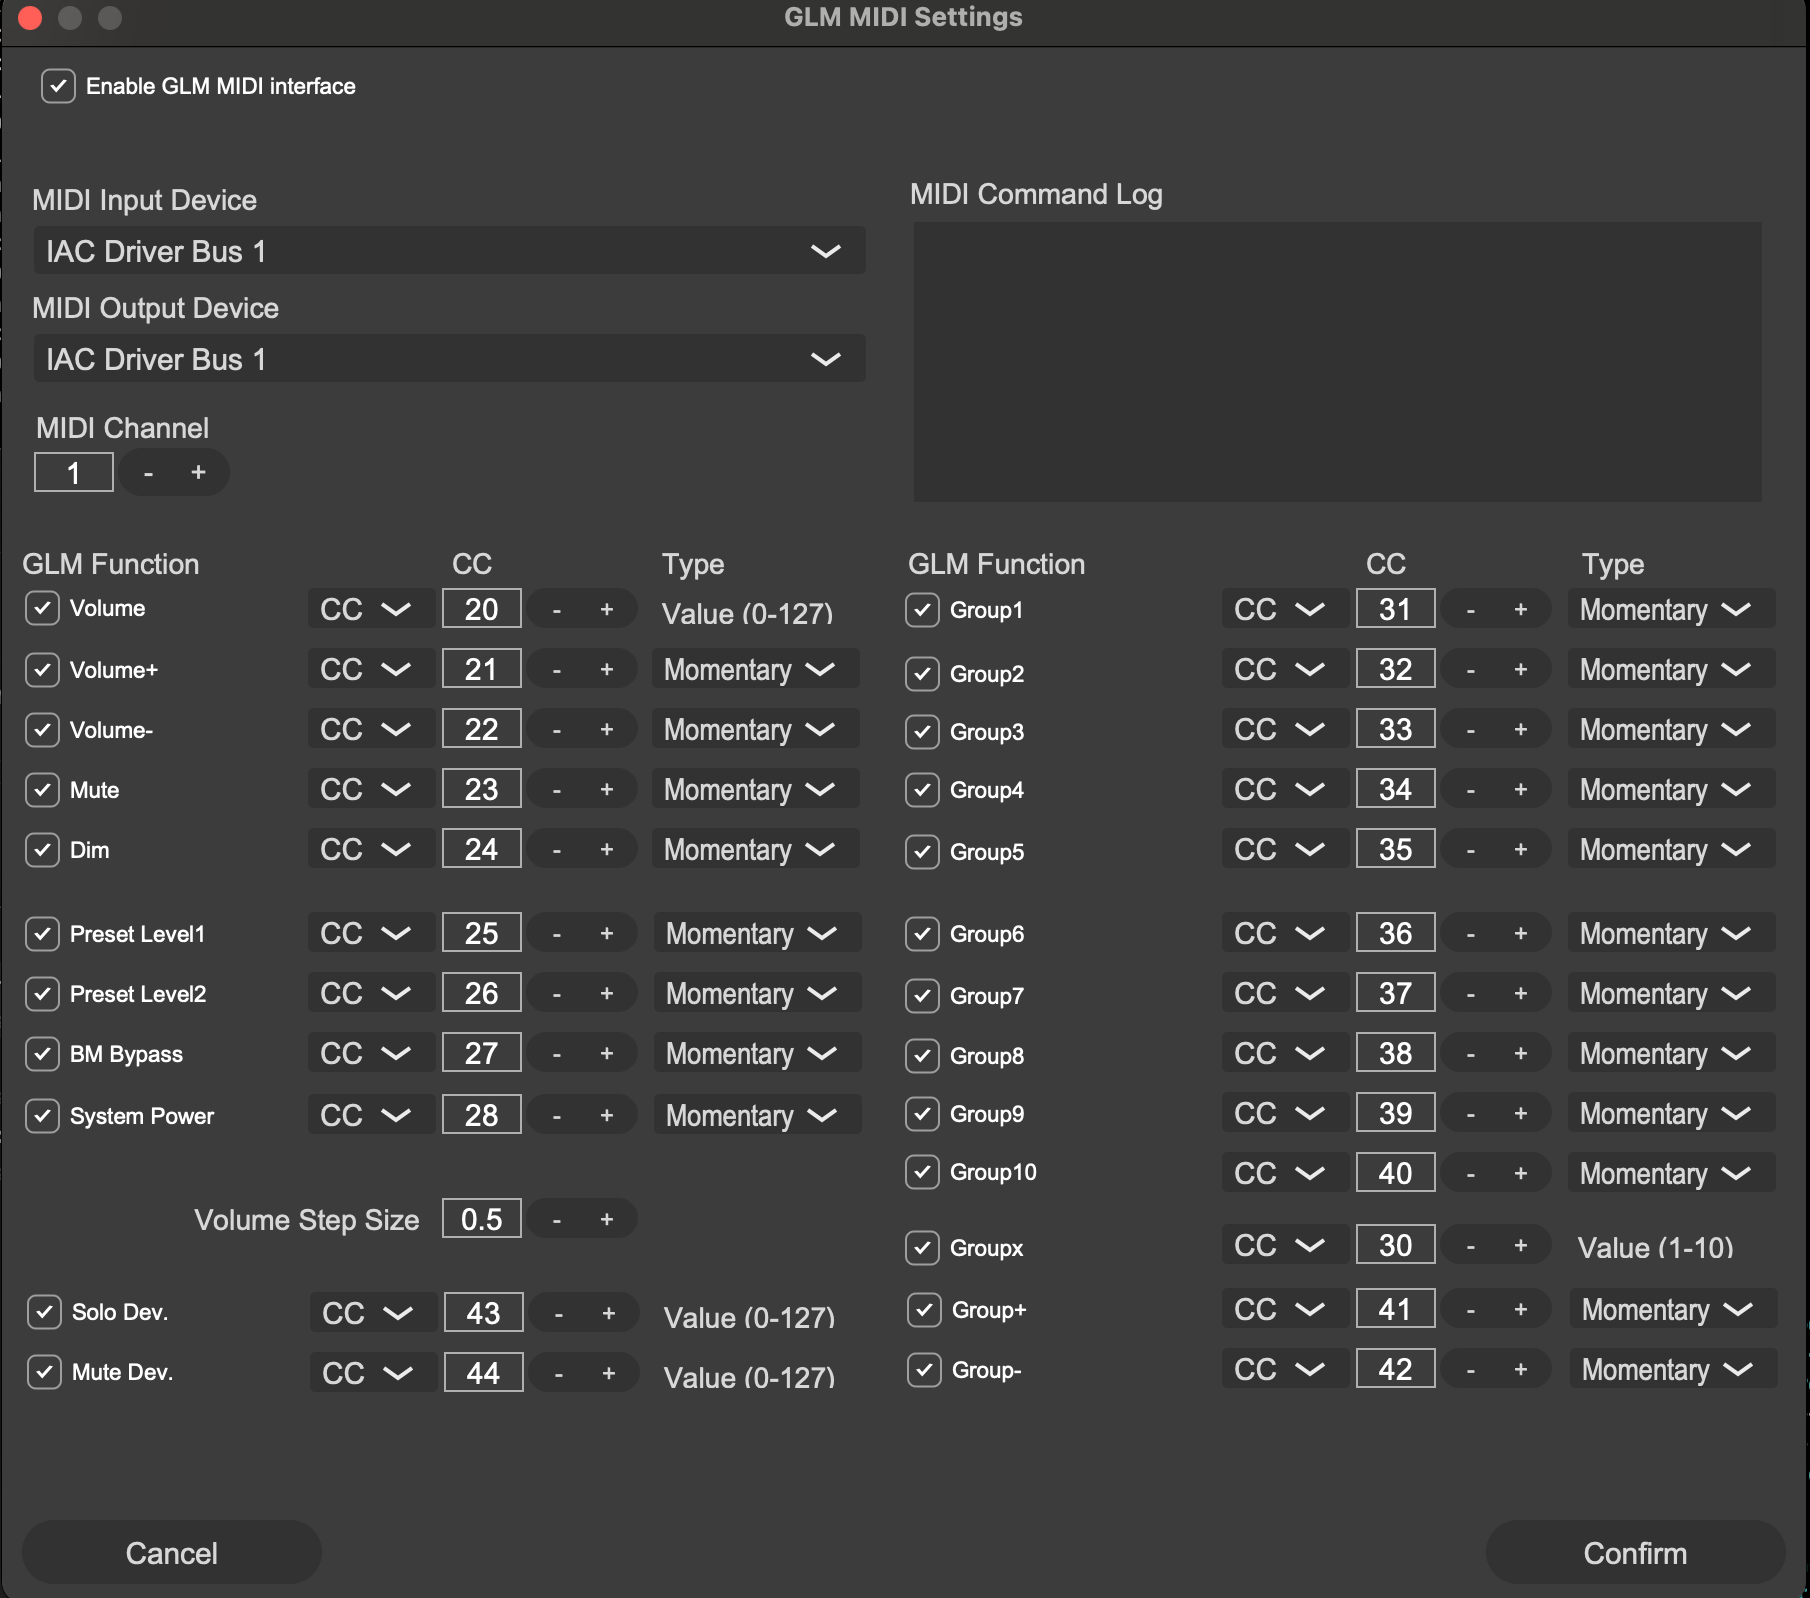 GLM MIDI Settings
Enable GLM MIDI interface
MIDI Input Device
IAC Driver Bus 1
MIDI Output Device
IAC Driver Bus 1
MIDI Channel
1 - +
MIDI Command Log
GLM Function CC Type
Volume CC 20 - + Value (0-127)
Volume+ CC 21 - + Momentary
Volume- CC 22 - + Momentary
Mute CC 23 - + Momentary
Dim CC 24 - + Momentary
Preset Level1 CC 25 - + Momentary
Preset Level2 CC 26 - + Momentary
BM Bypass CC 27 - + Momentary
System Power CC 28 - + Momentary
Volume Step Size 0.5 - +
Solo Dev. CC 43 - + Value (0-127)
Mute Dev. CC 44 - + Value (0-127)
GLM Function CC Type
Group1 CC 31 - + Momentary
Group2 CC 32 - + Momentary
Group3 CC 33 - + Momentary
Group4 CC 34 - + Momentary
Group5 CC 35 - + Momentary
Group6 CC 36 - + Momentary
Group7 CC 37 - + Momentary
Group8 CC 38 - + Momentary
Group9 CC 39 - + Momentary
Group10 CC 40 - + Momentary
Groupx CC 30 - + Value (1-10)
Group+ CC 41 - + Momentary
Group- CC 42 - + Momentary
Cancel
Confirm